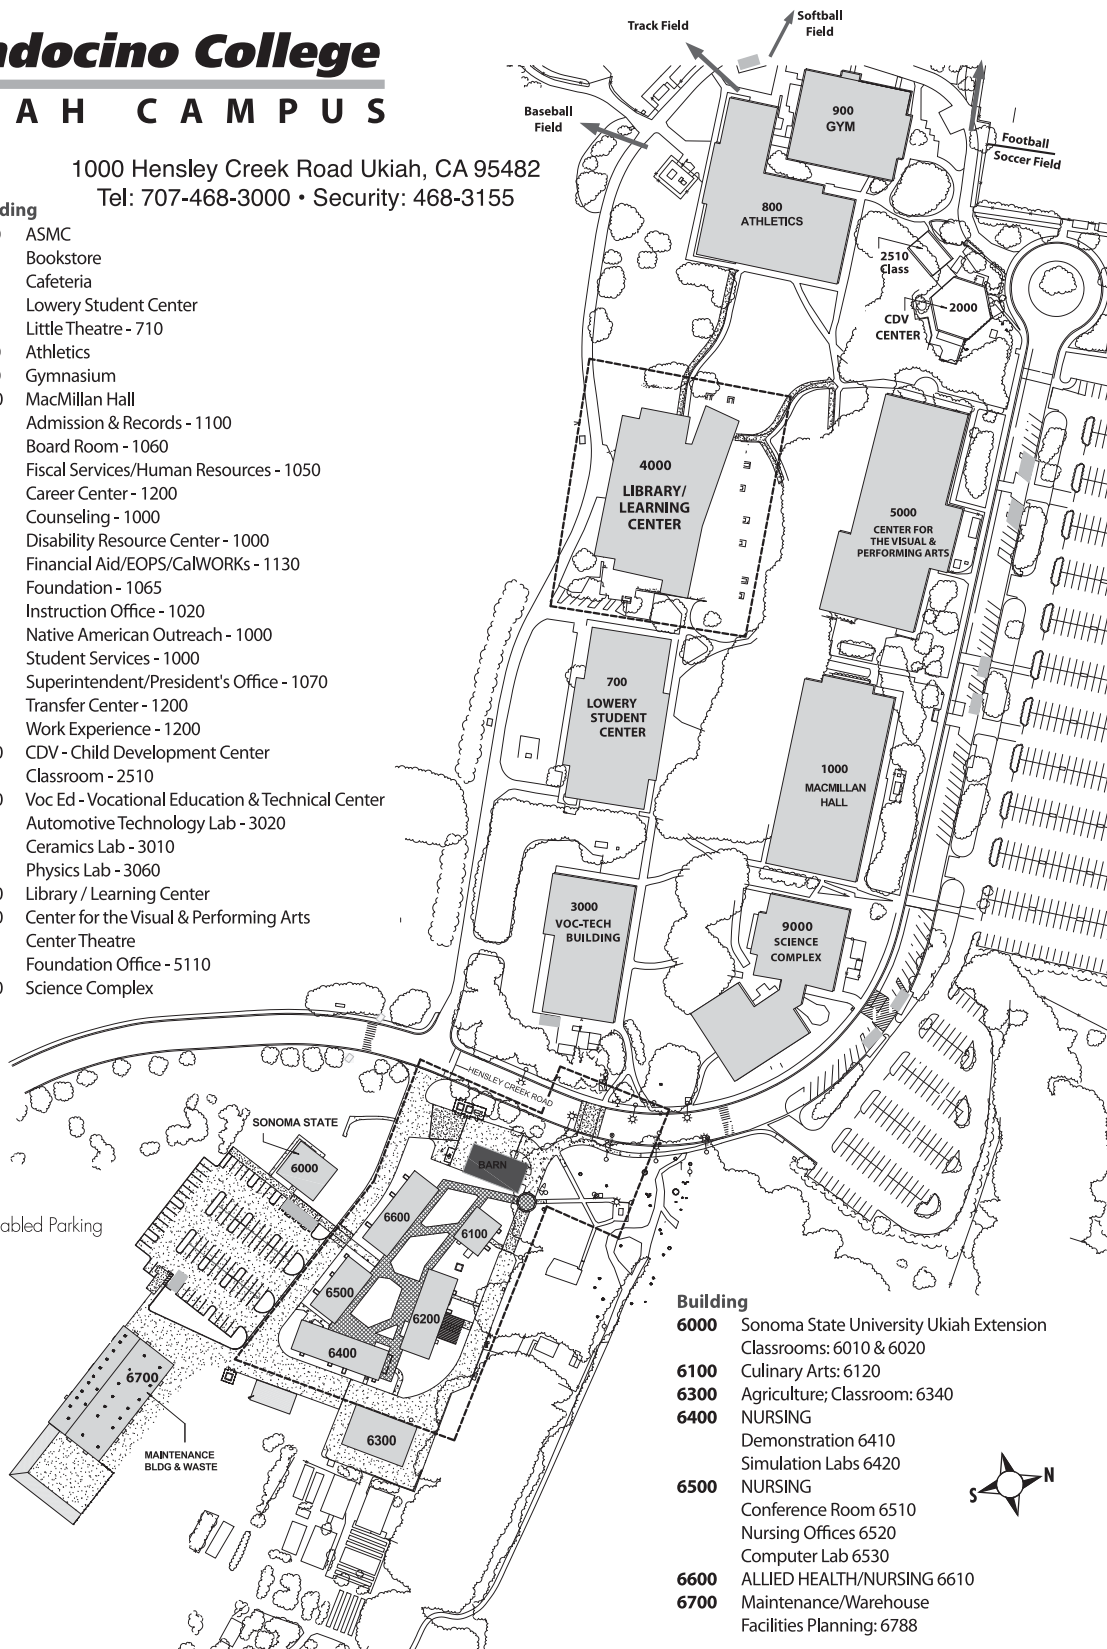 ndocino College
AH CAMPUS
1000 Hensley Creek Road Ukiah, CA 95482
Tel: 707-468-3000 • Security: 468-3155
ding
ASMC
Bookstore
Cafeteria
Lowery Student Center
Little Theatre - 710
Athletics
Gymnasium
0 MacMillan Hall
Admission & Records - 1100
Board Room - 1060
Fiscal Services/Human Resources - 1050
Career Center - 1200
Counseling - 1000
Disability Resource Center - 1000
Financial Aid/EOPS/CalWORKs - 1130
Foundation - 1065
Instruction Office - 1020
Native American Outreach - 1000
Student Services - 1000
Superintendent/President's Office - 1070
Transfer Center - 1200
Work Experience - 1200
0 CDV - Child Development Center
Classroom - 2510
0 Voc Ed - Vocational Education & Technical Center
Automotive Technology Lab - 3020
Ceramics Lab - 3010
Physics Lab - 3060
0 Library / Learning Center
0 Center for the Visual & Performing Arts
Center Theatre
Foundation Office - 5110
0 Science Complex
abled Parking
Track Field
Softball
Field
Baseball
Field
Football
Soccer Field
900
GYM
800
ATHLETICS
2510
Class
2000
CDV
CENTER
4000
LIBRARY/
LEARNING
CENTER
5000
CENTER FOR
THE VISUAL &
PERFORMING ARTS
700
LOWERY
STUDENT
CENTER
1000
MACMILLAN
HALL
3000
VOC-TECH
BUILDING
9000
SCIENCE
COMPLEX
HENSLEY CREEK ROAD
SONOMA STATE
6000
BARN
6600
6100
6500
6200
6400
6700
6300
MAINTENANCE
BLDG & WASTE
Building
6000 Sonoma State University Ukiah Extension
Classrooms: 6010 & 6020
6100 Culinary Arts: 6120
6300 Agriculture; Classroom: 6340
6400 NURSING
Demonstration 6410
Simulation Labs 6420
6500 NURSING
Conference Room 6510
Nursing Offices 6520
Computer Lab 6530
6600 ALLIED HEALTH/NURSING 6610
6700 Maintenance/Warehouse
Facilities Planning: 6788
S N